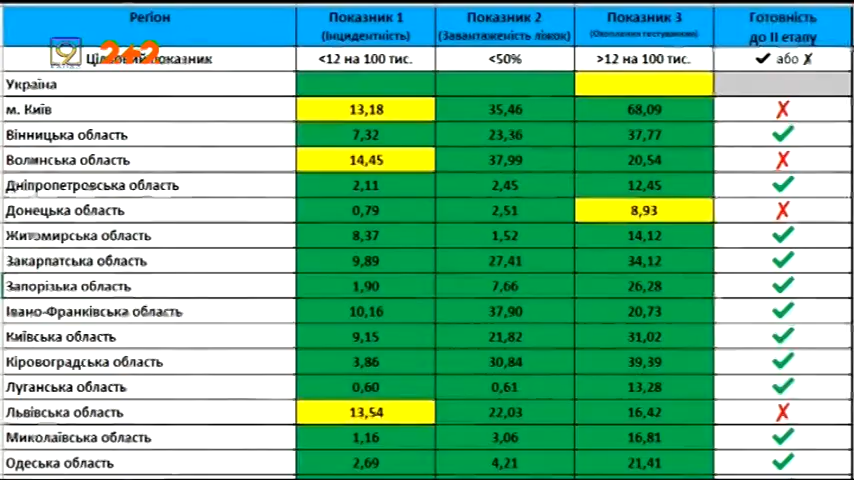 Регіон Показник 1 Показник 2 Показник 3 Готовність
(Інцидентність) (Завантаженість ліжок) (Охоплення тестуванням) до ІІ етапу
Цільовий показник <12 на 100 тис. <50% >12 на 100 тис. ✔ або ✗
Україна
м. Київ 13,18 35,46 68,09 ✗
Вінницька область 7,32 23,36 37,77 ✔
Волинська область 14,45 37,99 20,54 ✗
Дніпропетровська область 2,11 2,45 12,45 ✔
Донецька область 0,79 2,51 8,93 ✗
Житомирська область 8,37 1,52 14,12 ✔
Закарпатська область 9,89 27,41 34,12 ✔
Запорізька область 1,90 7,66 26,28 ✔
Івано-Франківська область 10,16 37,90 20,73 ✔
Київська область 9,15 21,82 31,02 ✔
Кіровоградська область 3,86 30,84 39,39 ✔
Луганська область 0,60 0,61 13,28 ✔
Львівська область 13,54 22,03 16,42 ✗
Миколаївська область 1,16 3,06 16,81 ✔
Одеська область 2,69 4,21 21,41 ✔